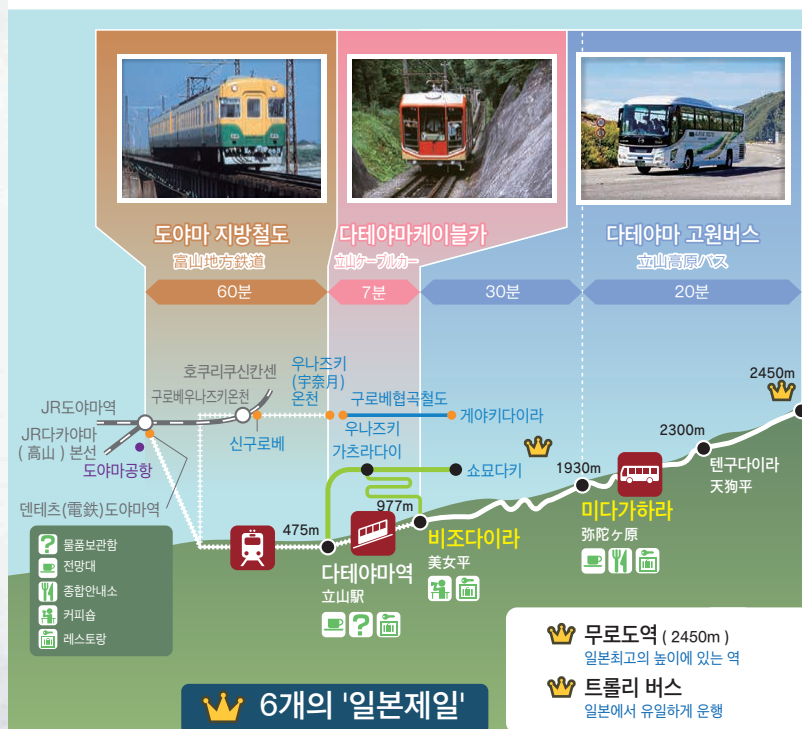 도야마 지방철도
富山地方鉄道
다테야마케이블카
立山ケーブルカー
다테야마 고원버스
立山高原バス
60분
7분
30분
20분
2450m
호쿠리쿠신칸센
구로베우나즈키온천
우나즈키
(宇奈月)
온천
구로베협곡철도
게야키다이라
JR도야마역
JR다카야마
( 高山 ) 본선
신구로베
우나즈키
가츠라다이
쇼묘다키
도야마공항
덴테츠(電鉄)도야마역
2300m
텐구다이라
天狗平
1930m
미다가하라
弥陀ヶ原
977m
비조다이라
美女平
475m
다테야마역
立山駅
물품보관함
전망대
종합안내소
커피숍
레스토랑
무로도역 ( 2450m )
일본최고의 높이에 있는 역
트롤리 버스
일본에서 유일하게 운행
6개의 '일본제일'